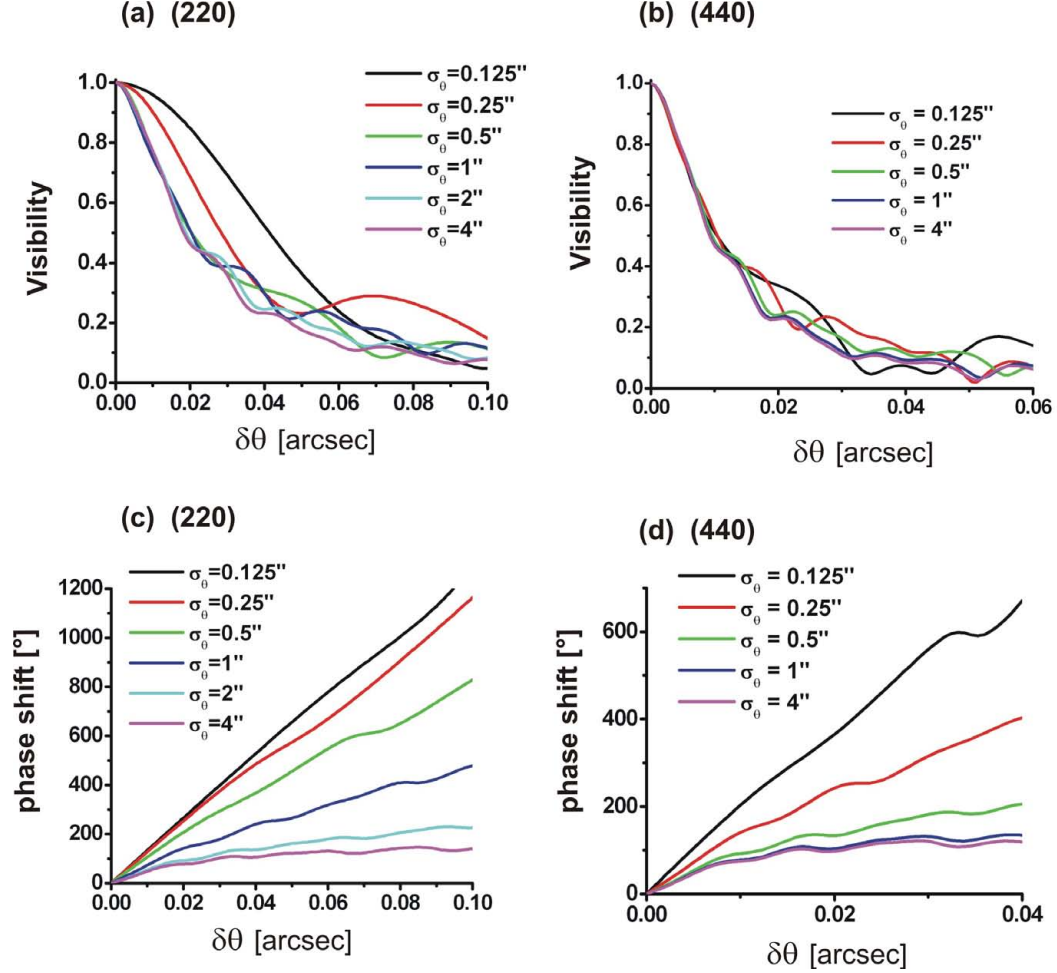 (a) (220)
Visibility
1.0
0.8
0.6
0.4
0.2
0.0
0.00 0.02 0.04 0.06 0.08 0.10
δθ [arcsec]
σθ=0.125"
σθ=0.25"
σθ=0.5"
σθ=1"
σθ=2"
σθ=4"
(b) (440)
Visibility
1.0
0.8
0.6
0.4
0.2
0.0
0.00 0.02 0.04 0.06
δθ [arcsec]
σθ = 0.125"
σθ = 0.25"
σθ = 0.5"
σθ = 1"
σθ = 4"
(c) (220)
phase shift [°]
1200
1000
800
600
400
200
0
0.00 0.02 0.04 0.06 0.08 0.10
δθ [arcsec]
σθ=0.125"
σθ=0.25"
σθ=0.5"
σθ=1"
σθ=2"
σθ=4"
(d) (440)
phase shift [°]
600
400
200
0
0.00 0.02 0.04
δθ [arcsec]
σθ = 0.125"
σθ = 0.25"
σθ = 0.5"
σθ = 1"
σθ = 4"